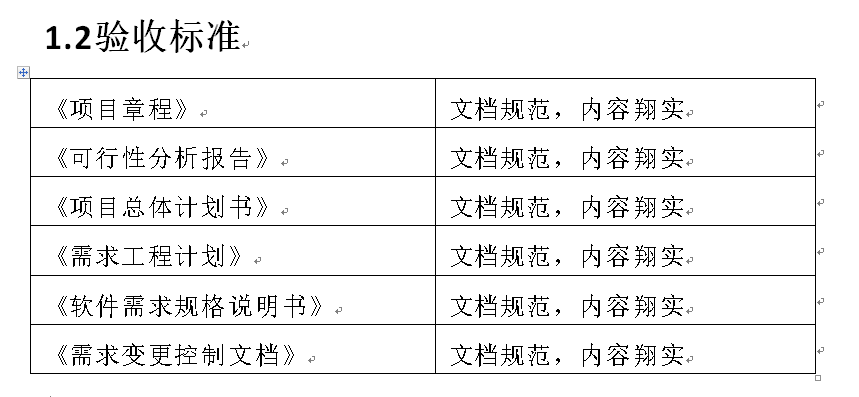 1.2验收标准
《项目章程》 文档规范，内容翔实
《可行性分析报告》 文档规范，内容翔实
《项目总体计划书》 文档规范，内容翔实
《需求工程计划》 文档规范，内容翔实
《软件需求规格说明书》 文档规范，内容翔实
《需求变更控制文档》 文档规范，内容翔实